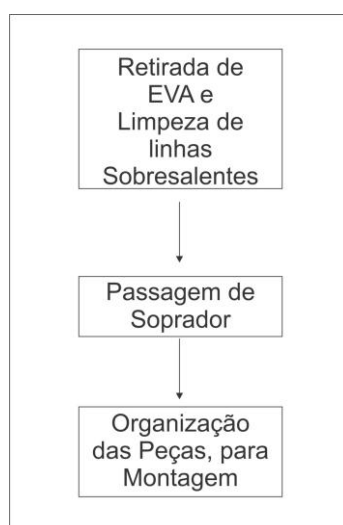 Retirada de
EVA e
Limpeza de
linhas
Sobresalentes
Passagem de
Soprador
Organização
das Peças, para
Montagem